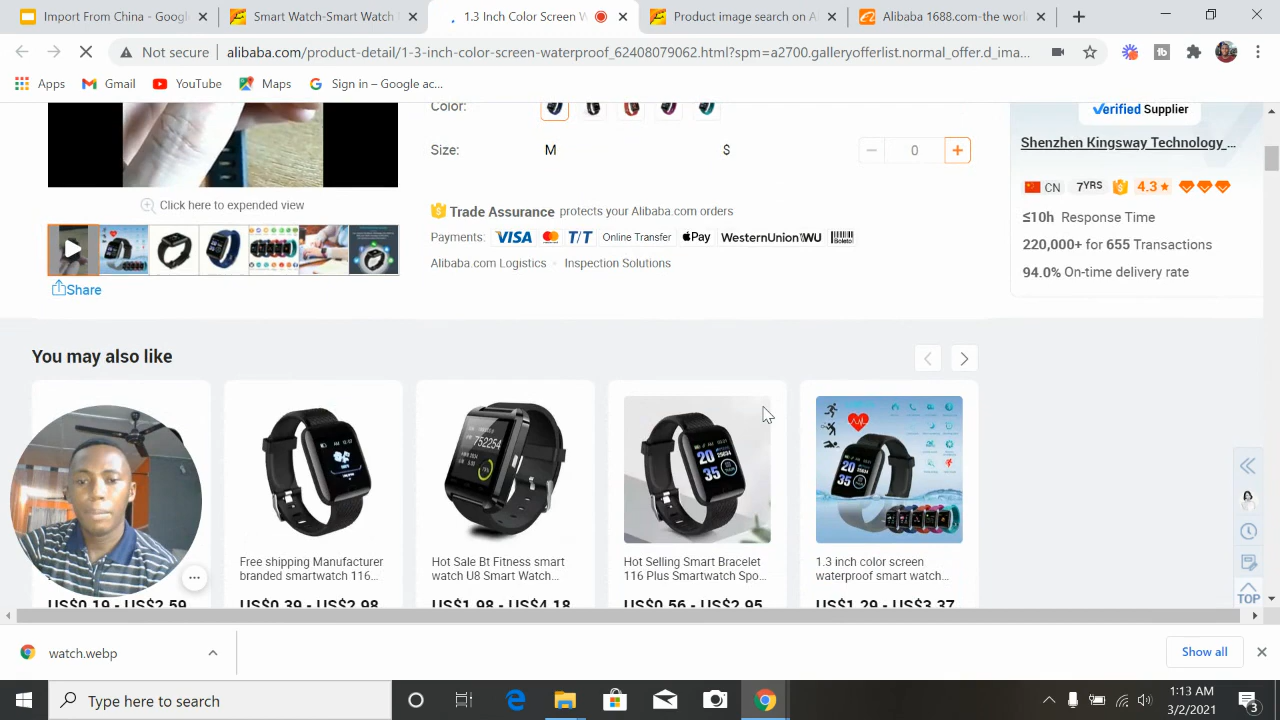 Import From China - Goog
Smart Watch-Smart Watch
1.3 Inch Color Screen W
Product image search on Al
Alibaba 1688.com-the worl
Not secure
alibaba.com/product-detail/1-3-inch-color-screen-waterproof_62408079062.html?spm=a2700.galleryofferlist.normal_offer.d_ima...
Apps
Gmail
YouTube
Maps
Sign in – Google ac...
Color:
Size:
M
$
0
Click here to expended view
Trade Assurance protects your Alibaba.com orders
Payments: VISA T/T Online Transfer Pay WesternUnion WU Boleto
Alibaba.com Logistics · Inspection Solutions
Share
Verified Supplier
Shenzhen Kingsway Technology ...
CN 7YRS 4.3
≤10h Response Time
220,000+ for 655 Transactions
94.0% On-time delivery rate
You may also like
Free shipping Manufacturer
branded smartwatch 116...
Hot Sale Bt Fitness smart
watch U8 Smart Watch...
Hot Selling Smart Bracelet
116 Plus Smartwatch Spo...
1.3 inch color screen
waterproof smart watch...
US$0.19 - US$2.59
US$0.39 - US$2.98
US$1.98 - US$4.18
US$0.56 - US$2.95
US$1.29 - US$3.37
TOP
watch.webp
Show all
Type here to search
1:13 AM
3/2/2021
3